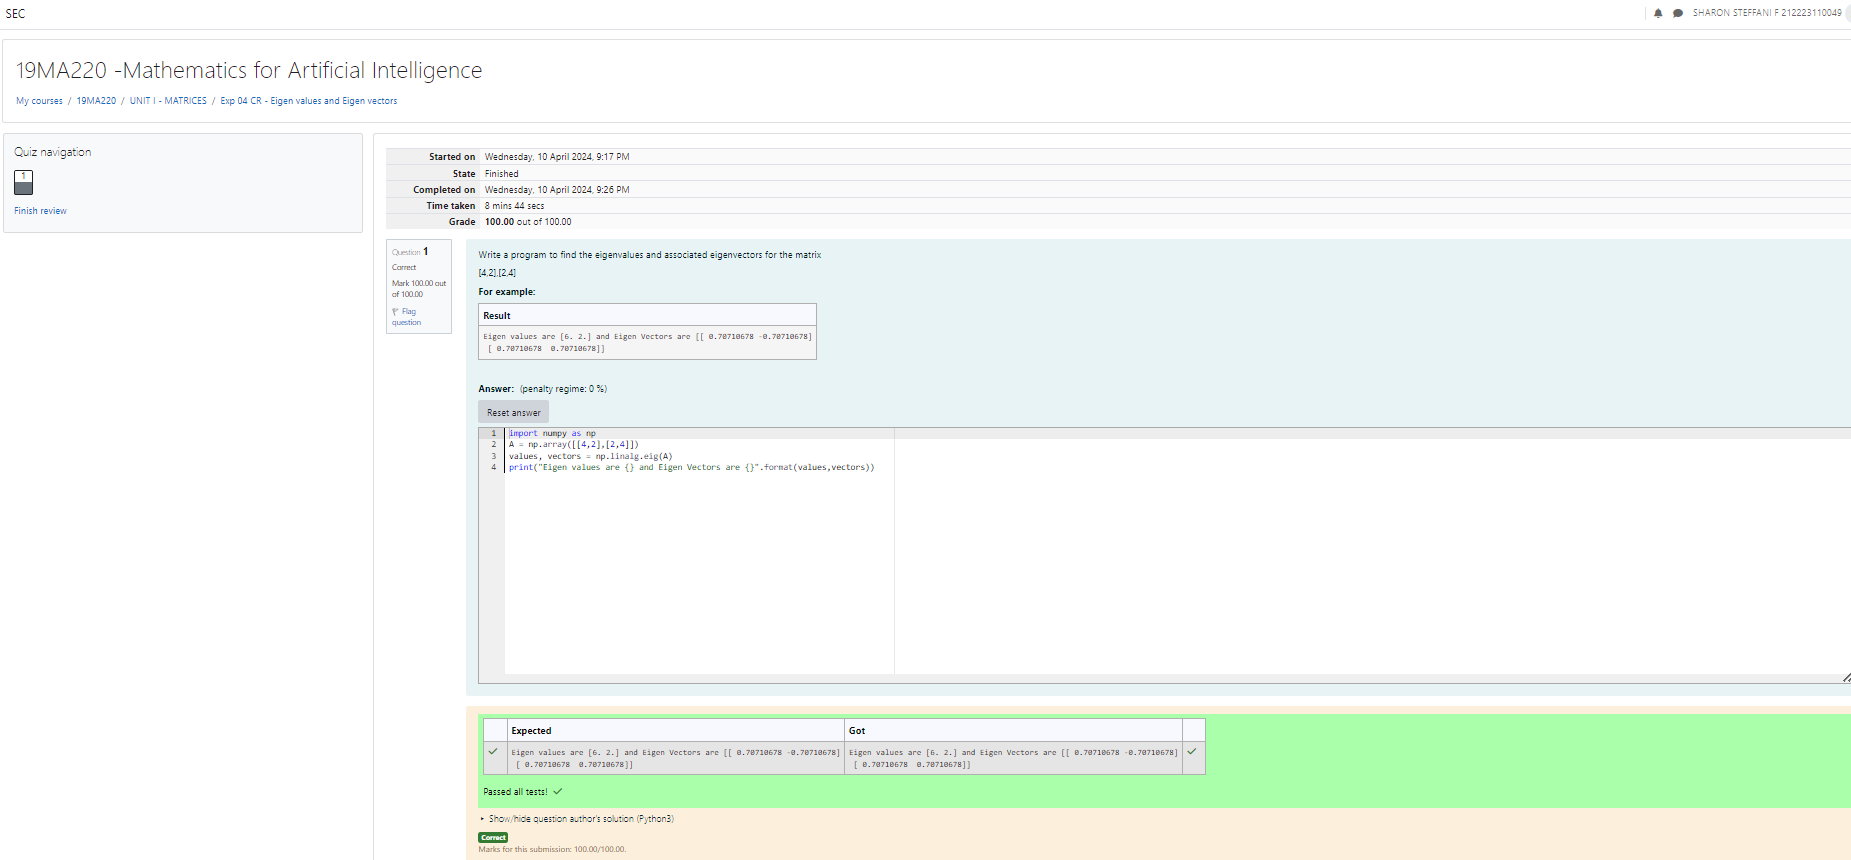 SEC
SHARON STEFFANI F 212223110049
19MA220 -Mathematics for Artificial Intelligence
My courses / 19MA220 / UNIT I - MATRICES / Exp 04 CR - Eigen values and Eigen vectors
Quiz navigation
1
Finish review
Started on Wednesday, 10 April 2024, 9:17 PM
State Finished
Completed on Wednesday, 10 April 2024, 9:26 PM
Time taken 8 mins 44 secs
Grade 100.00 out of 100.00
Question 1
Correct
Mark 100.00 out
of 100.00
Flag
question
Write a program to find the eigenvalues and associated eigenvectors for the matrix
[4,2],[2,4]
For example:
Result
Eigen values are [6. 2.] and Eigen Vectors are [[ 0.70710678 -0.70710678]
[ 0.70710678  0.70710678]]
Answer: (penalty regime: 0 %)
Reset answer
1 import numpy as np
2 A = np.array([[4,2],[2,4]])
3 values, vectors = np.linalg.eig(A)
4 print("Eigen values are {} and Eigen Vectors are {}".format(values,vectors))
Expected Got
Eigen values are [6. 2.] and Eigen Vectors are [[ 0.70710678 -0.70710678] Eigen values are [6. 2.] and Eigen Vectors are [[ 0.70710678 -0.70710678]
[ 0.70710678  0.70710678]] [ 0.70710678  0.70710678]]
Passed all tests!
Show/hide question author's solution (Python3)
Correct
Marks for this submission: 100.00/100.00.